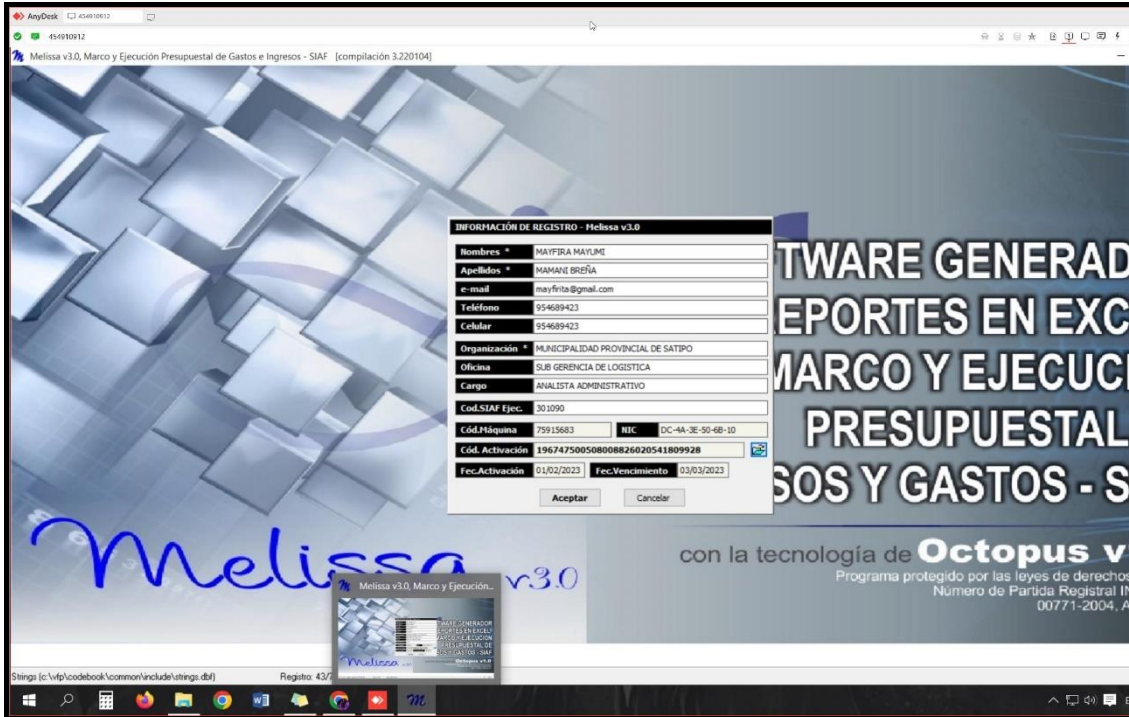 AnyDesk 454910912
454910912
Melissa v3.0, Marco y Ejecución Presupuestal de Gastos e Ingresos - SIAF [compilación 3.220104]
INFORMACIÓN DE REGISTRO - Melissa v3.0
Nombres * MAYFIRA MAYUMI
Apellidos * MAMANI BREÑA
e-mail mayfirita@gmail.com
Teléfono 954689423
Celular 954689423
Organización * MUNICIPALIDAD PROVINCIAL DE SATIPO
Oficina SUB GERENCIA DE LOGISTICA
Cargo ANALISTA ADMINISTRATIVO
Cod.SIAF Ejec. 301090
Cód.Máquina 75915683 NIC DC-4A-3E-50-6B-10
Cód. Activación 196747500508008826020541809928
Fec.Activación 01/02/2023 Fec.Vencimiento 03/03/2023
Aceptar Cancelar
TWARE GENERAD
EPORTES EN EXC
MARCO Y EJECUC
PRESUPUESTAL
SOS Y GASTOS - S
con la tecnología de Octopus v
Programa protegido por las leyes de derechos
Número de Partida Registral IN
00771-2004, A
Melissa v3.0
Melissa v3.0, Marco y Ejecución...
Melissa
Strings (c:\vfp\codebook\common\include\strings.dbf) Registro: 43/7